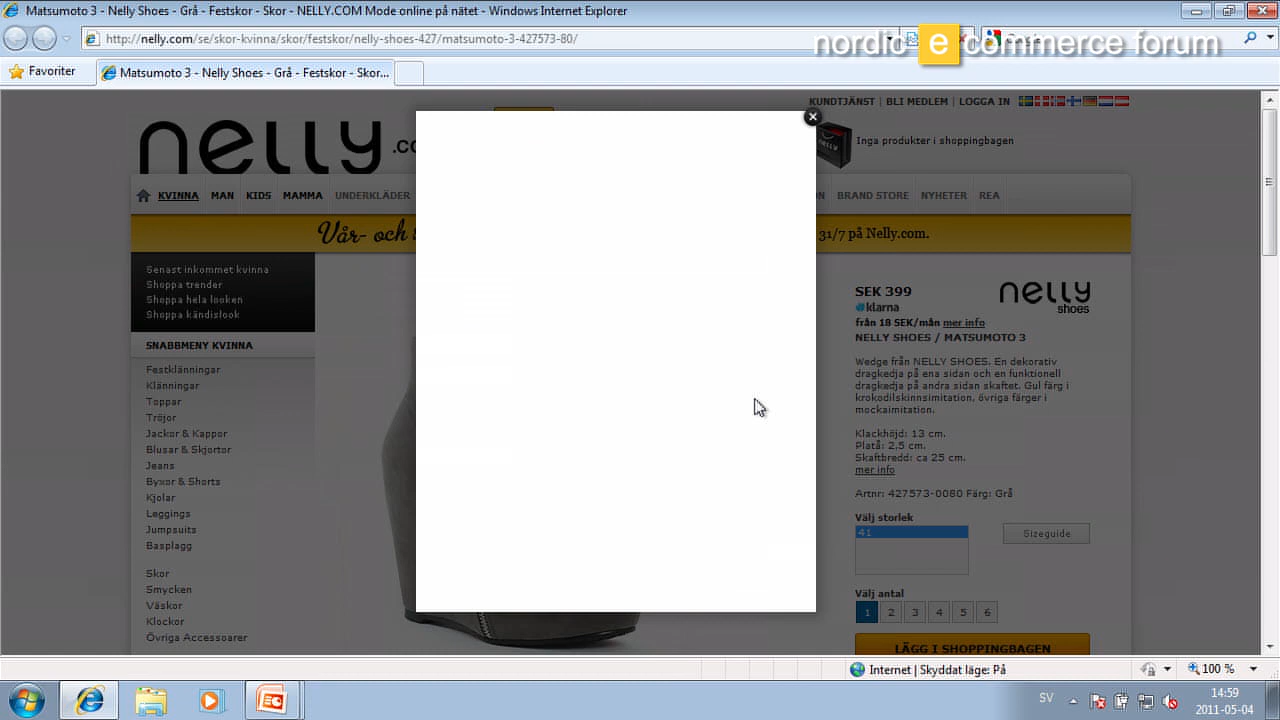 Matsumoto 3 - Nelly Shoes - Grå - Festskor - Skor - NELLY.COM Mode online på nätet - Windows Internet Explorer
http://nelly.com/se/skor-kvinna/skor/festskor/nelly-shoes-427/matsumoto-3-427573-80/
nordic e commerce forum
Favoriter
Matsumoto 3 - Nelly Shoes - Grå - Festskor - Skor...
KUNDTJÄNST | BLI MEDLEM | LOGGA IN
nelly .co
NELLY
Inga produkter i shoppingbagen
KVINNA MAN KIDS MAMMA UNDERKLÄDER ON BRAND STORE NYHETER REA
Vår- och 31/7 på Nelly.com.
Senast inkommet kvinna
Shoppa trender
Shoppa hela looken
Shoppa kändislook
SNABBMENY KVINNA
Festklänningar
Klänningar
Toppar
Tröjor
Jackor & Kappor
Blusar & Skjortor
Jeans
Byxor & Shorts
Kjolar
Leggings
Jumpsuits
Basplagg
Skor
Smycken
Väskor
Klockor
Övriga Accessoarer
SEK 399
klarna
nelly
shoes
från 18 SEK/mån mer info
NELLY SHOES / MATSUMOTO 3
Wedge från NELLY SHOES. En dekorativ
dragkedja på ena sidan och en funktionell
dragkedja på andra sidan skaftet. Gul färg i
krokodilskinnsimitation, övriga färger i
mockaimitation.
Klackhöjd: 13 cm.
Platå: 2,5 cm.
Skaftbredd: ca 25 cm.
mer info
Artnr: 427573-0080 Färg: Grå
Välj storlek
41
Sizeguide
Välj antal
1 2 3 4 5 6
LÄGG I SHOPPINGBAGEN
Internet | Skyddat läge: På
100 %
SV
14:59
2011-05-04